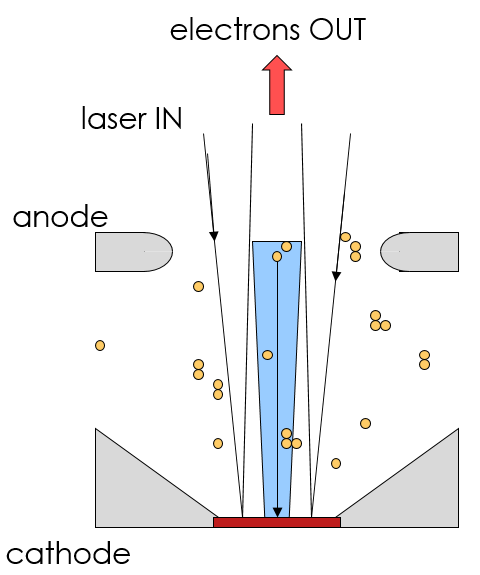 electrons OUT
laser IN
anode
cathode